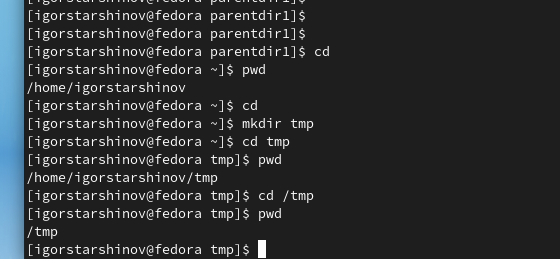 [igorstarshinov@fedora parentdir1]$
[igorstarshinov@fedora parentdir1]$
[igorstarshinov@fedora parentdir1]$
[igorstarshinov@fedora parentdir1]$ cd
[igorstarshinov@fedora ~]$ pwd
/home/igorstarshinov
[igorstarshinov@fedora ~]$ cd
[igorstarshinov@fedora ~]$ mkdir tmp
[igorstarshinov@fedora ~]$ cd tmp
[igorstarshinov@fedora tmp]$ pwd
/home/igorstarshinov/tmp
[igorstarshinov@fedora tmp]$ cd /tmp
[igorstarshinov@fedora tmp]$ pwd
/tmp
[igorstarshinov@fedora tmp]$